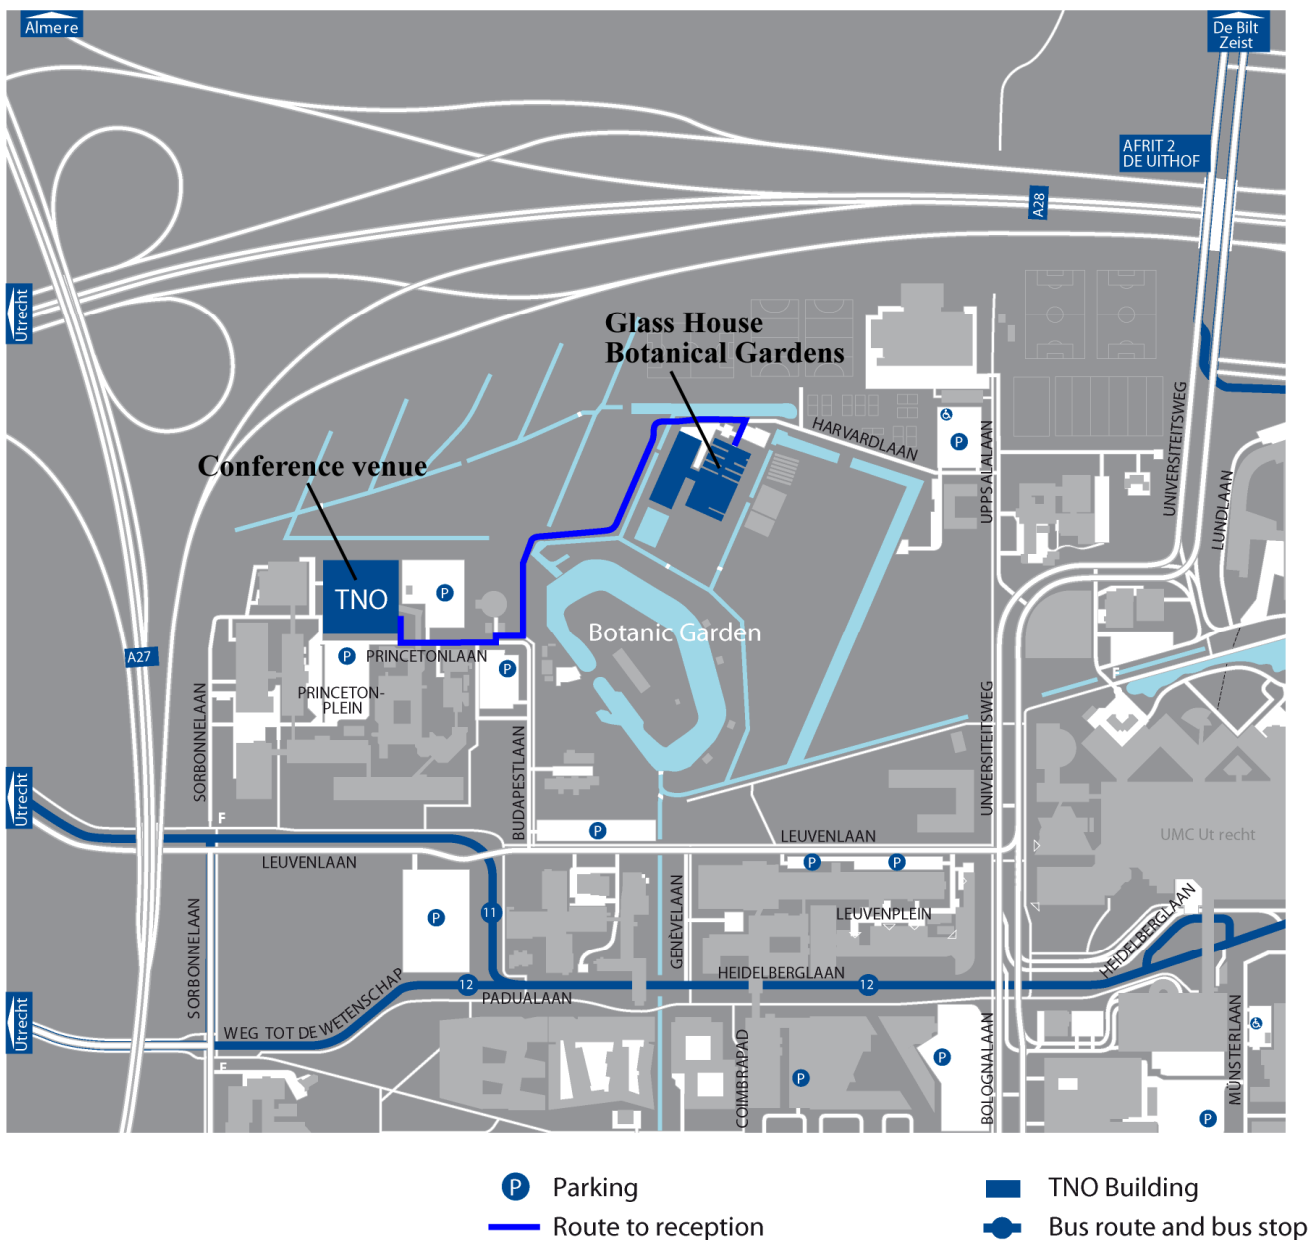 Almere
De Bilt
Zeist
AFRIT 2
DE UITHOF
A28
Utrecht
Glass House
Botanical Gardens
UNIVERSITEITSWEG
HARVARDLAAN
P
UPPSALALAAN
LUNDLAAN
Conference venue
TNO
P
Botanic Garden
A27
P
PRINCETONLAAN
P
PRINCETON-
PLEIN
F
SORBONNELAAN
BUDAPESTLAAN
UNIVERSITEITSWEG
Utrecht
F
P
LEUVENLAAN
UMC Ut recht
LEUVENLAAN
P
P
P
11
GENÈVELAAN
LEUVENPLEIN
HEIDELBERGLAAN
SORBONNELAAN
HEIDELBERGLAAN
12
12
PADUALAAN
WEG TOT DE WETENSCHAP
Utrecht
F
COIMBRAPAD
P
P
BOLOGNALAAN
MÜNSTERLAAN
P
P Parking
TNO Building
Route to reception
Bus route and bus stop